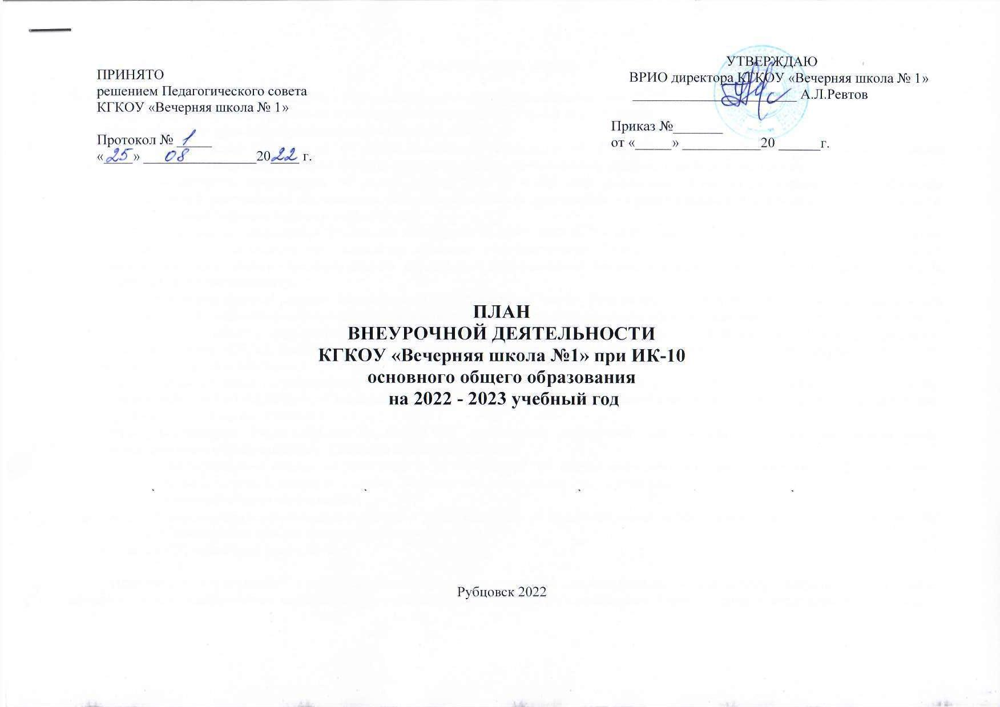 ПРИНЯТО
решением Педагогического совета
КГКОУ «Вечерняя школа № 1»
Протокол № 1
«25» 08 2022 г.
УТВЕРЖДАЮ
ВРИО директора КГКОУ «Вечерняя школа № 1»
А.Л.Ревтов
Приказ №_______
от «_____» ___________20 _____г.
ПЛАН
ВНЕУРОЧНОЙ ДЕЯТЕЛЬНОСТИ
КГКОУ «Вечерняя школа №1» при ИК-10
основного общего образования
на 2022 - 2023 учебный год
Рубцовск 2022